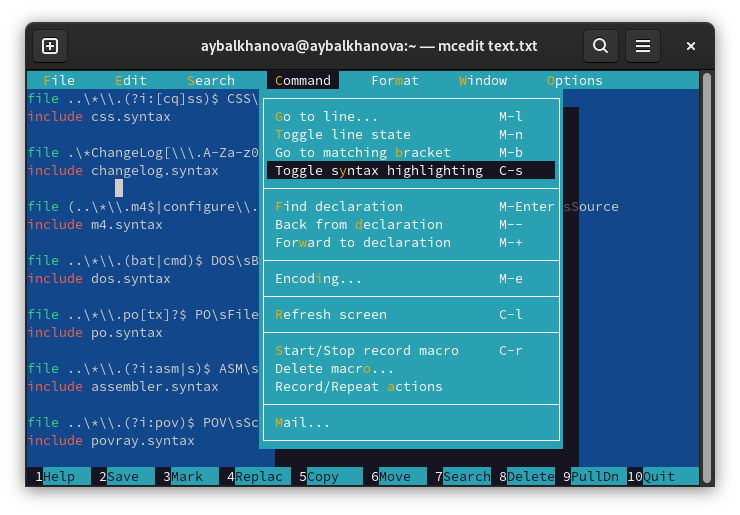 aybalkhanova@aybalkhanova:~ — mcedit text.txt
File Edit Search Command Format Window Options
file ..\*\\.(?i:[cq]ss)$ CSS\
include css.syntax
file .\*ChangeLog[\\\.A-Za-z0
include changelog.syntax
file (..\*\\.m4$|configure\\. sSource
include m4.syntax
file ..\*\\.(bat|cmd)$ DOS\sB
include dos.syntax
file ..\*\\.po[tx]?$ PO\sFile
include po.syntax
file ..\*\\.(?i:asm|s)$ ASM\s
include assembler.syntax
file ..\*\\.(?i:pov)$ POV\sSc
include povray.syntax
Go to line... M-l
Toggle line state M-n
Go to matching bracket M-b
Toggle syntax highlighting C-s
Find declaration M-Enter
Back from declaration M--
Forward to declaration M-+
Encoding... M-e
Refresh screen C-l
Start/Stop record macro C-r
Delete macro...
Record/Repeat actions
Mail...
1Help 2Save 3Mark 4Replac 5Copy 6Move 7Search 8Delete 9PullDn 10Quit